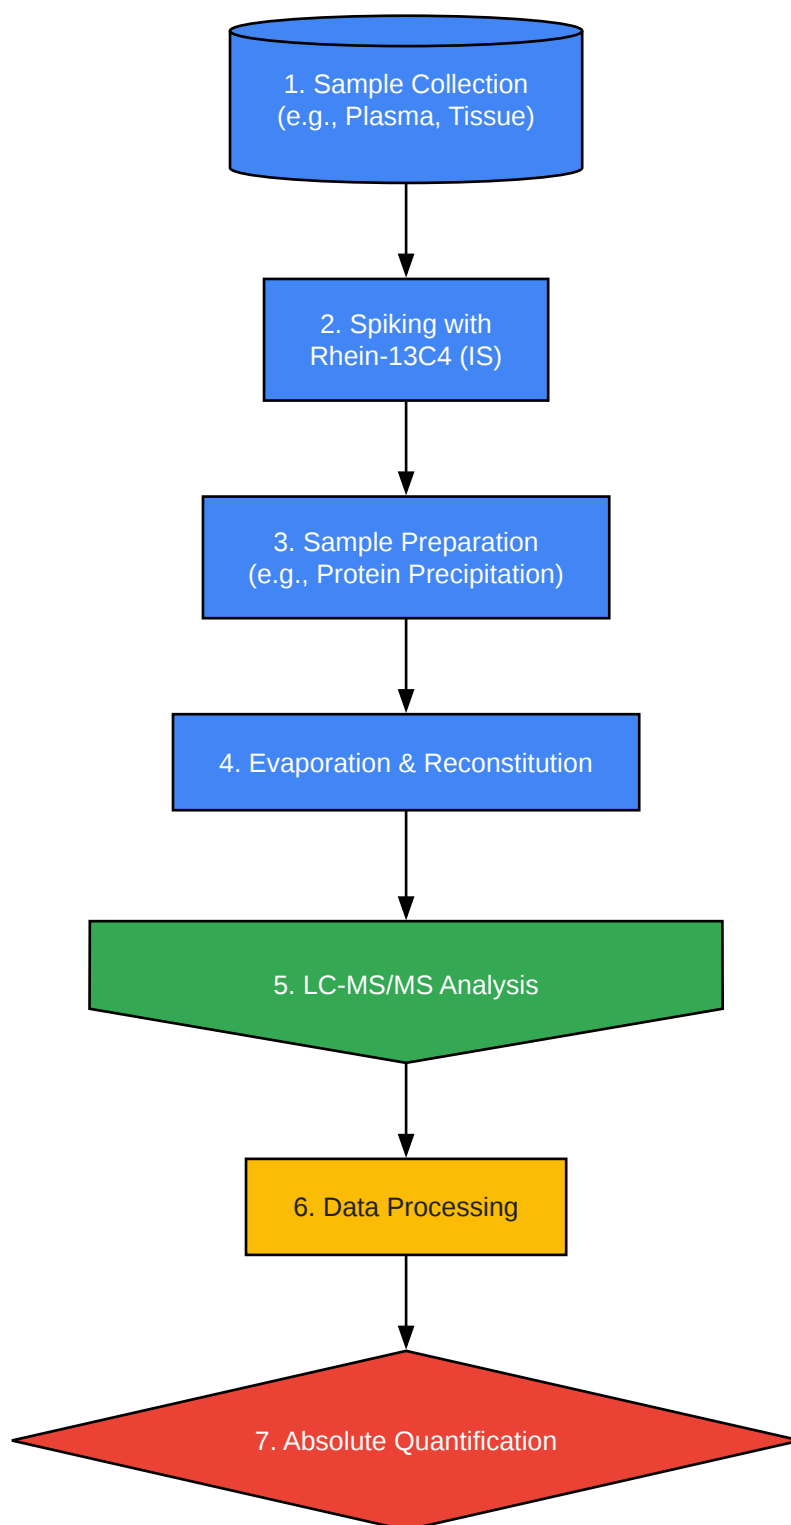 1. Sample Collection
(e.g., Plasma, Tissue)
2. Spiking with
Rhein-13C4 (IS)
3. Sample Preparation
(e.g., Protein Precipitation)
4. Evaporation & Reconstitution
5. LC-MS/MS Analysis
6. Data Processing
7. Absolute Quantification